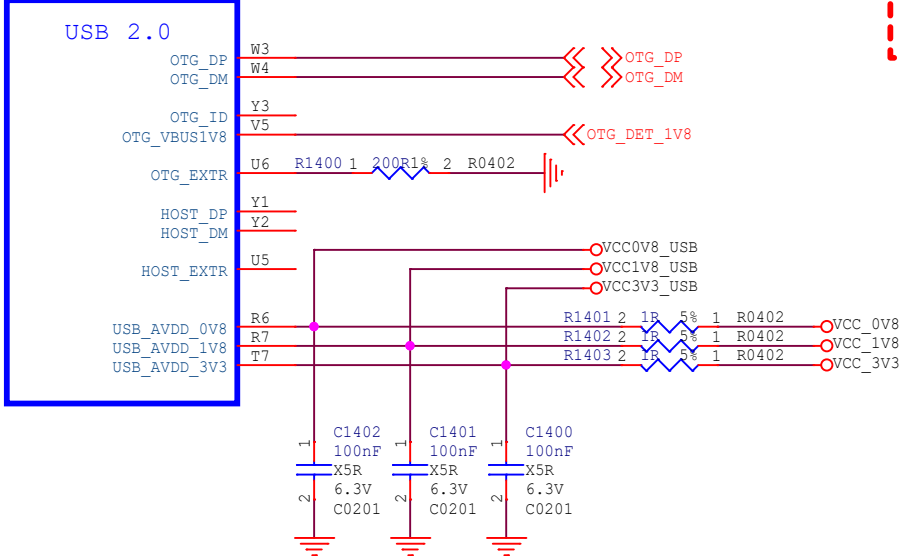 USB 2.0
OTG_DP W3 OTG_DP
OTG_DM W4 OTG_DM
OTG_ID Y3
OTG_VBUS1V8 V5 OTG_DET_1V8
OTG_EXTR U6 R1400 1 200R1% 2 R0402
HOST_DP Y1
HOST_DM Y2
VCC0V8_USB
HOST_EXTR U5 VCC1V8_USB
VCC3V3_USB
USB_AVDD_0V8 R6 R1401 2 1R 5% 1 R0402 VCC_0V8
USB_AVDD_1V8 R7 R1402 2 1R 5% 1 R0402 VCC_1V8
USB_AVDD_3V3 T7 R1403 2 1R 5% 1 R0402 VCC_3V3
1 C1402 1 C1401 1 C1400
100nF 100nF 100nF
X5R X5R X5R
2 6.3V 2 6.3V 2 6.3V
C0201 C0201 C0201